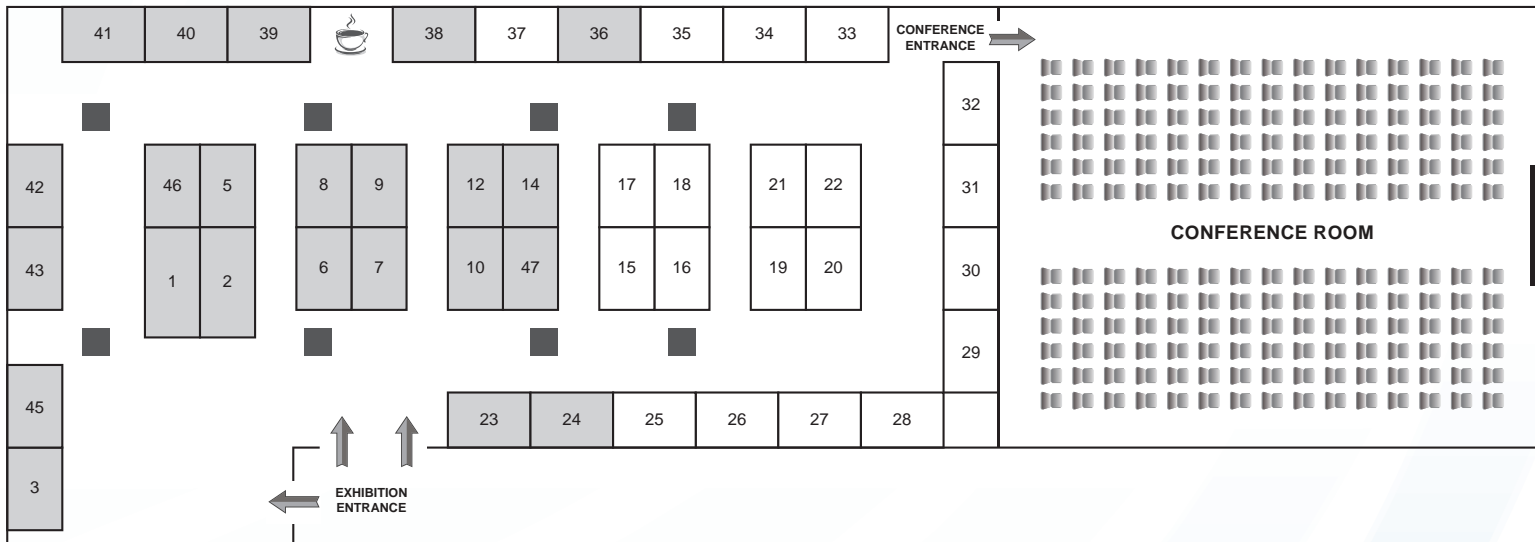 41 40 39 38 37 36 35 34 33
CONFERENCE
ENTRANCE
32
42 46 5 8 9 12 14 17 18 21 22 31
CONFERENCE ROOM
43 1 2 6 7 10 47 15 16 19 20 30
29
45 23 24 25 26 27 28
3
EXHIBITION
ENTRANCE